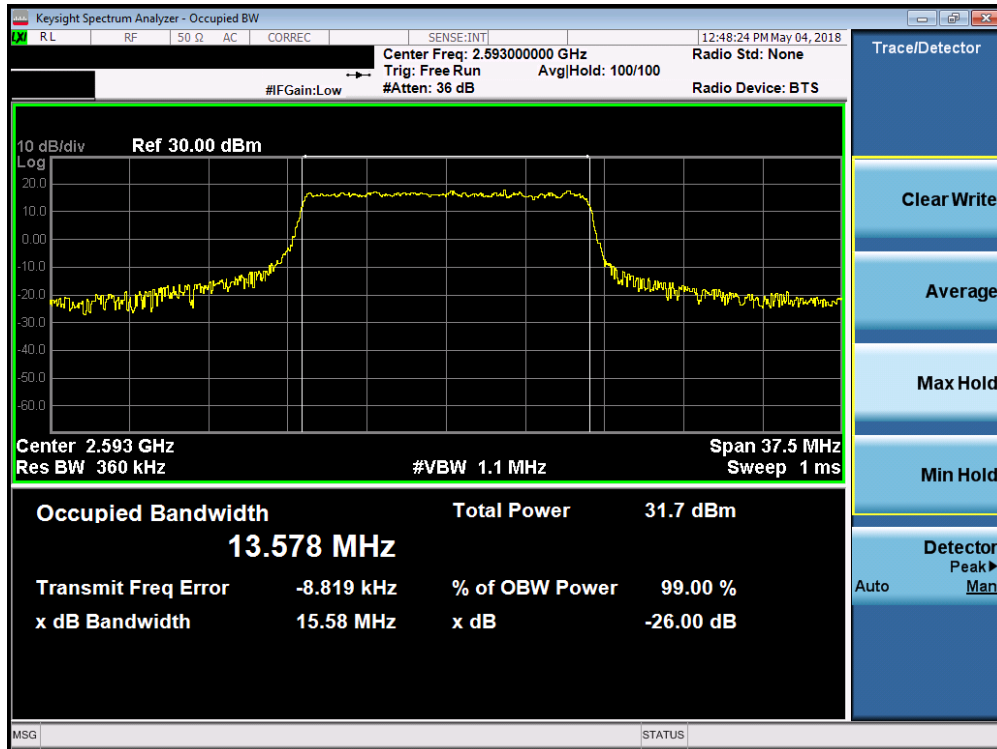 Keysight Spectrum Analyzer - Occupied BW
LXI RL RF 50 Ω AC CORREC SENSE:INT 12:48:24 PM May 04, 2018
Center Freq: 2.593000000 GHz Radio Std: None
Trig: Free Run Avg|Hold: 100/100
#IFGain:Low #Atten: 36 dB Radio Device: BTS
10 dB/div Ref 30.00 dBm
Log
20.0
10.0
0.00
-10.0
-20.0
-30.0
-40.0
-50.0
-60.0
Center 2.593 GHz Span 37.5 MHz
Res BW 360 kHz #VBW 1.1 MHz Sweep 1 ms
Occupied Bandwidth Total Power 31.7 dBm
13.578 MHz
Transmit Freq Error -8.819 kHz % of OBW Power 99.00 %
x dB Bandwidth 15.58 MHz x dB -26.00 dB
MSG STATUS
Trace/Detector
Clear Write
Average
Max Hold
Min Hold
Detector
Peak▶
Auto Man